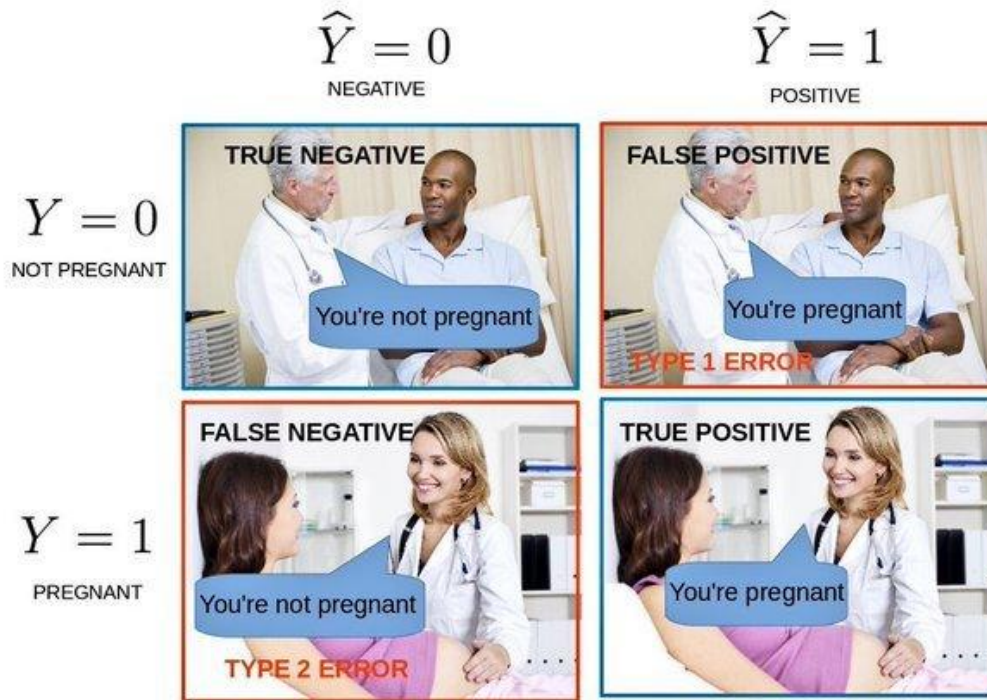 Ŷ = 0
Ŷ = 1
NEGATIVE
POSITIVE
TRUE NEGATIVE
FALSE POSITIVE
Y = 0
NOT PREGNANT
You're not pregnant
You're pregnant
TYPE 1 ERROR
FALSE NEGATIVE
TRUE POSITIVE
Y = 1
PREGNANT
You're not pregnant
You're pregnant
TYPE 2 ERROR